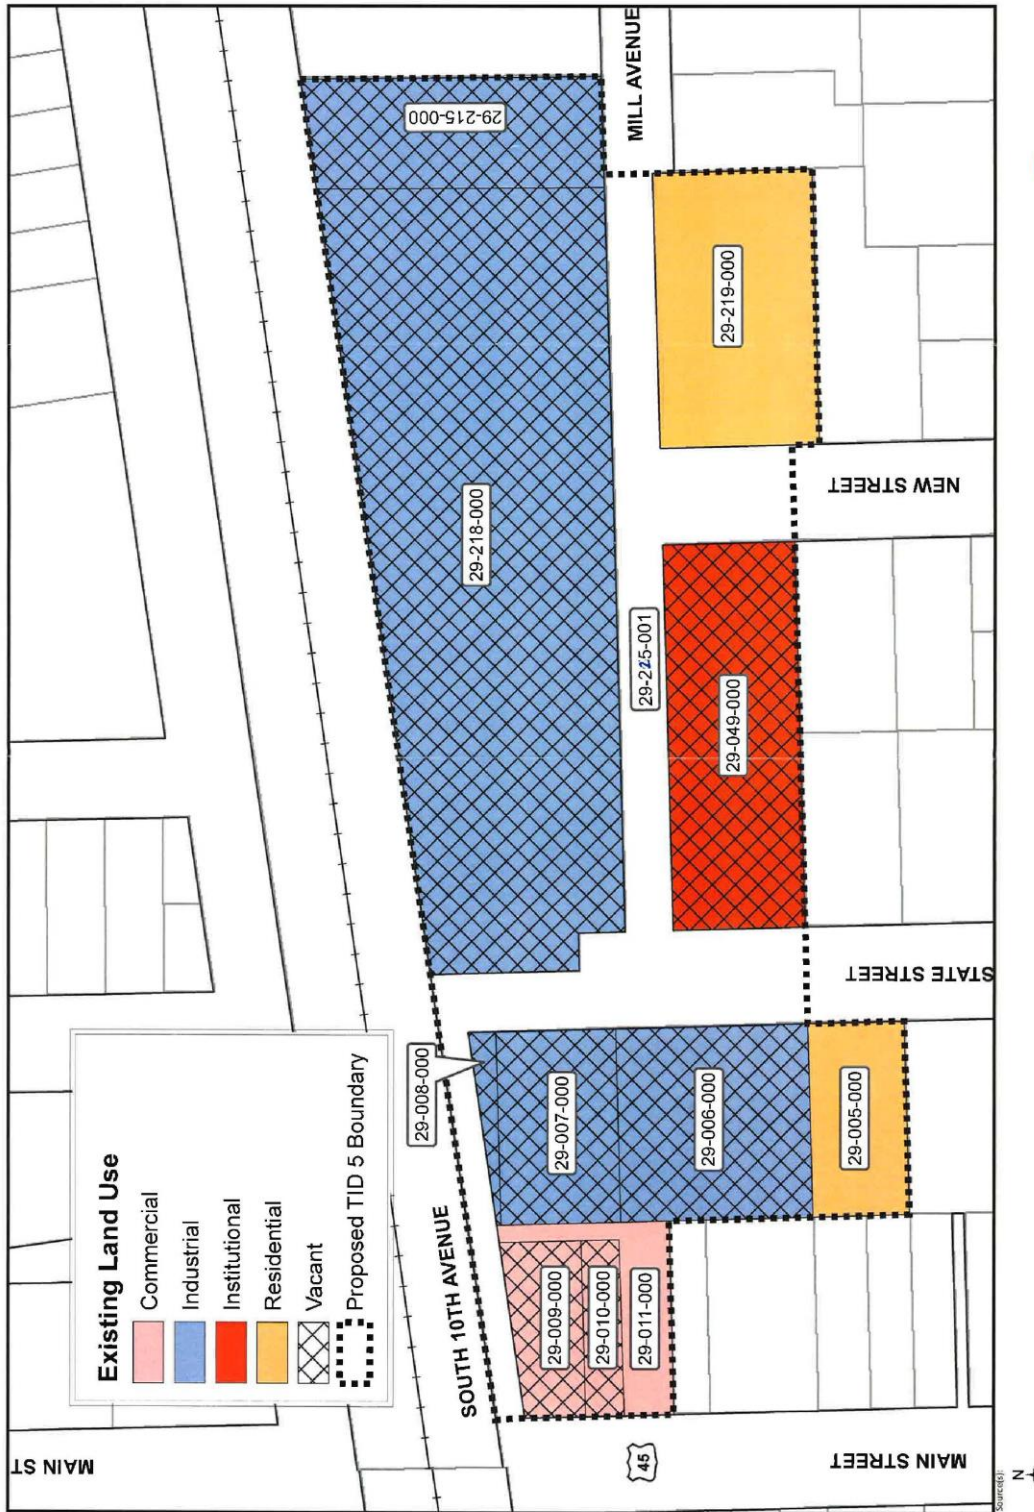 Existing Land Use
Commercial
Industrial
Institutional
Residential
Vacant
Proposed TID 5 Boundary
MAIN ST
SOUTH 10TH AVENUE
29-008-000
29-009-000
29-010-000
29-011-000
29-007-000
29-006-000
29-005-000
29-218-000
29-215-000
29-225-001
29-049-000
29-219-000
MILL AVENUE
NEW STREET
STATE STREET
MAIN STREET
45
Source(s):
N